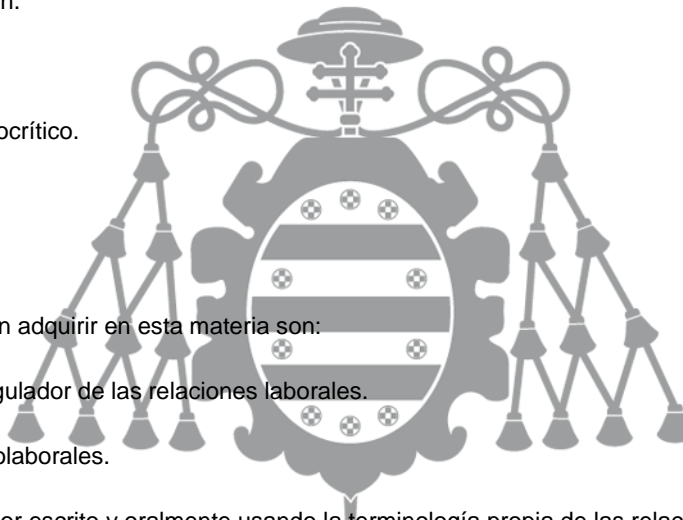 ocrítico.
n adquirir en esta materia son:
gulador de las relaciones laborales.
olaborales.
or escrito y oralmente usando la terminología propia de las relac